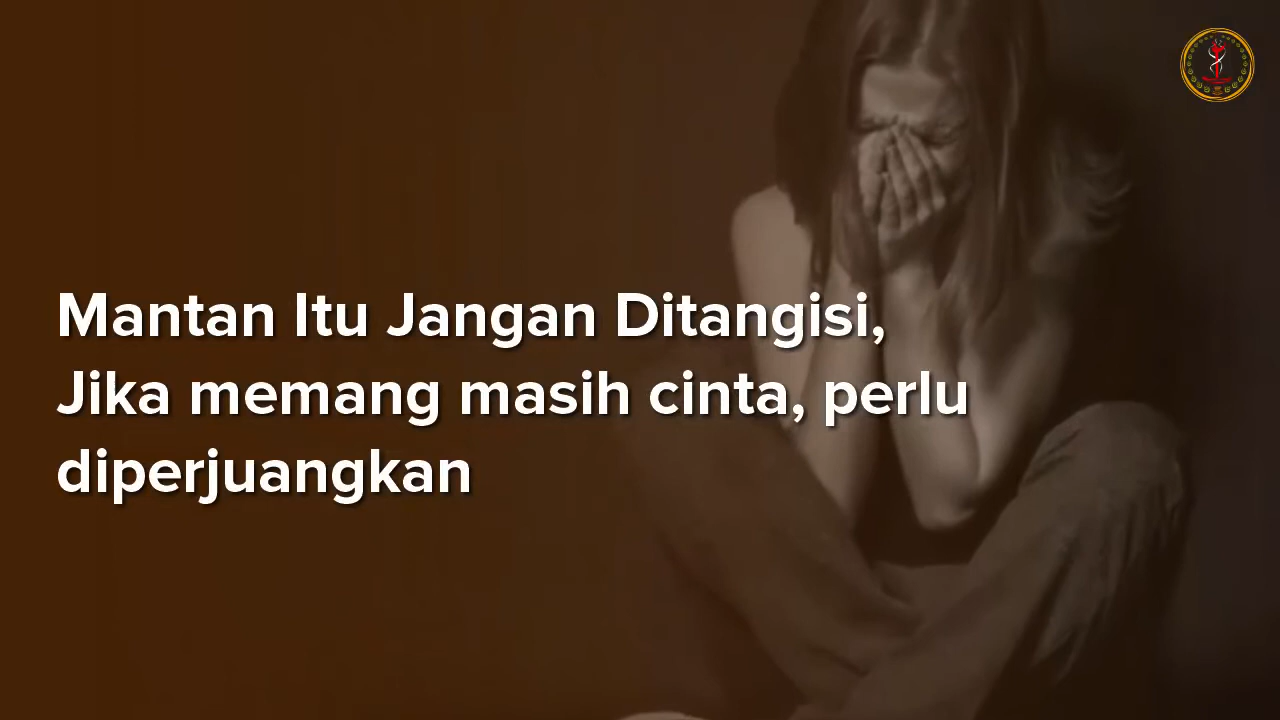 Mantan Itu Jangan Ditangisi,
Jika memang masih cinta, perlu
diperjuangkan